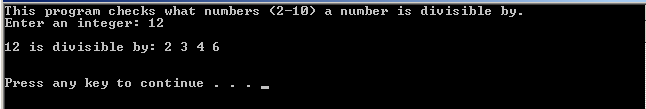 This program checks what numbers (2-10) a number is divisible by.
Enter an integer: 12
12 is divisible by: 2 3 4 6
Press any key to continue . . . _